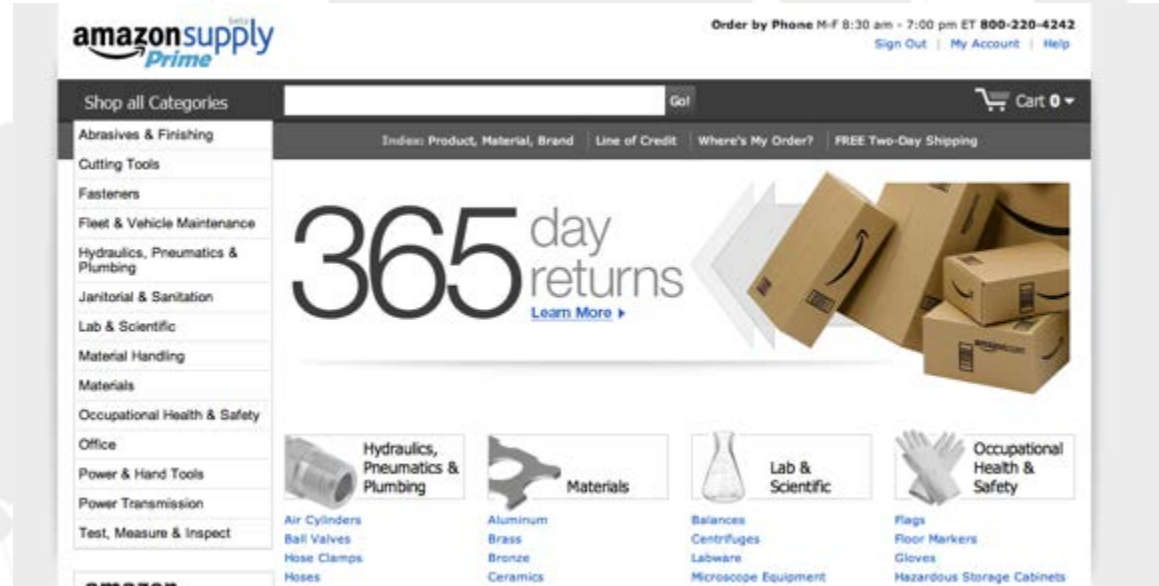 beta
amazonsupply
Prime
Order by Phone M-F 8:30 am - 7:00 pm ET 800-220-4242
Sign Out | My Account | Help
Shop all Categories
Go!
Cart 0
Index: Product, Material, Brand | Line of Credit | Where's My Order? | FREE Two-Day Shipping
Abrasives & Finishing
Cutting Tools
Fasteners
Fleet & Vehicle Maintenance
Hydraulics, Pneumatics &
Plumbing
Janitorial & Sanitation
Lab & Scientific
Material Handling
Materials
Occupational Health & Safety
Office
Power & Hand Tools
Power Transmission
Test, Measure & Inspect
amazon
365 day
returns
Learn More
amazon.com
Hydraulics,
Pneumatics &
Plumbing
Air Cylinders
Ball Valves
Hose Clamps
Hoses
Materials
Aluminum
Brass
Bronze
Ceramics
Lab &
Scientific
Balances
Centrifuges
Labware
Microscope Equipment
Occupational
Health &
Safety
Flags
Floor Markers
Gloves
Hazardous Storage Cabinets